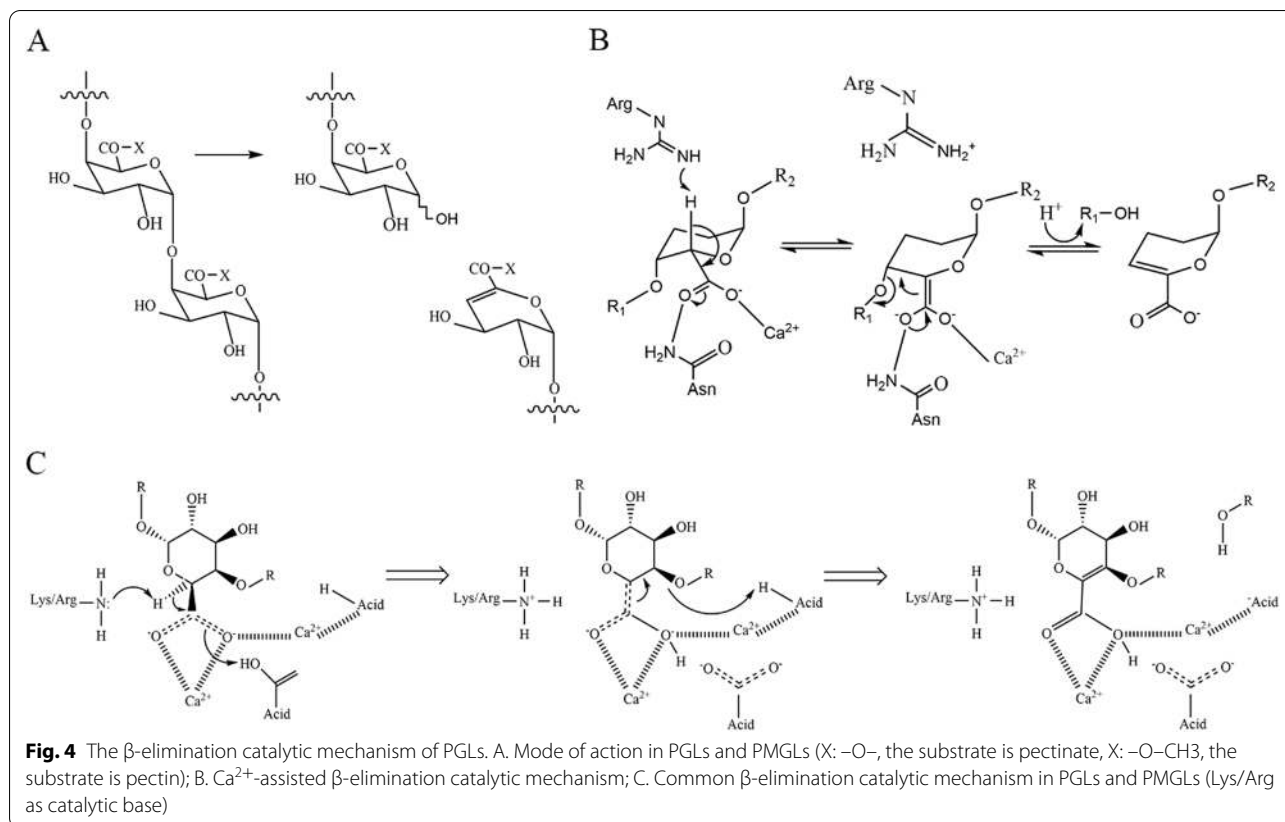 A
O
CO–X
O
HO
OH
O
CO–X
O
HO
OH
O
O
CO–X
O
HO
OH
OH
CO–X
O
HO
OH
O
B
Arg
N
H₂N
NH
H
O
R₂
O
O
R₁
O
O⁻
Ca²⁺
H₂N
O
Asn
Arg
N
H₂N
NH₂⁺
R₂
O
O
O
R₁
⁻O
O⁻
Ca²⁺
H₂N
O
Asn
H⁺
R₁–OH
R₂
O
O
O
O⁻
C
R
OH
O
OH
O
O
R
H
Lys/Arg
N:
H
H
⁻O
O⁻
Ca²⁺
H
Acid
HO
Ca²⁺
Acid
R
OH
O
OH
O
O
R
H
Lys/Arg
N⁺
H
H
⁻O
O⁻
H
Ca²⁺
H
Acid
⁻O
O⁻
Ca²⁺
Acid
R
OH
O
OH
O
O
R
O
R
H
H
Lys/Arg
N⁺
H
H
O
O
H
Ca²⁺
⁻Acid
⁻O
O⁻
Ca²⁺
Acid
Fig. 4 The β-elimination catalytic mechanism of PGLs. A. Mode of action in PGLs and PMGLs (X: –O–, the substrate is pectinate, X: –O–CH3, the
substrate is pectin); B. Ca²⁺-assisted β-elimination catalytic mechanism; C. Common β-elimination catalytic mechanism in PGLs and PMGLs (Lys/Arg
as catalytic base)